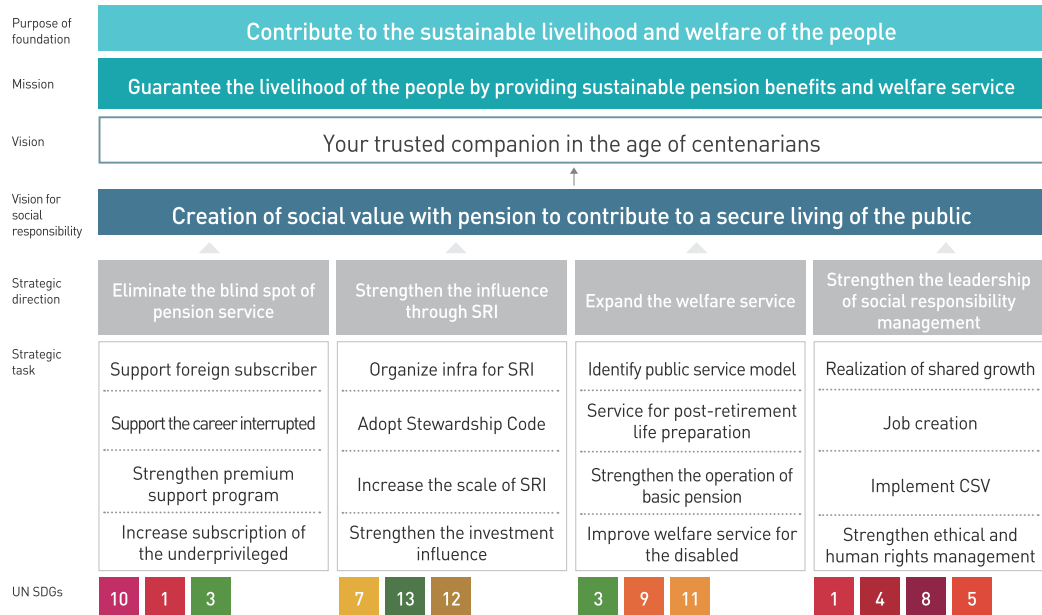 Purpose of
foundation
Contribute to the sustainable livelihood and welfare of the people
Mission
Guarantee the livelihood of the people by providing sustainable pension benefits and welfare service
Vision
Your trusted companion in the age of centenarians
Vision for
social
responsibility
Creation of social value with pension to contribute to a secure living of the public
Strategic
direction
Eliminate the blind spot of
pension service
Strengthen the influence
through SRI
Expand the welfare service
Strengthen the leadership
of social responsibility
management
Strategic
task
Support foreign subscriber
Support the career interrupted
Strengthen premium
support program
Increase subscription of
the underprivileged
Organize infra for SRI
Adopt Stewardship Code
Increase the scale of SRI
Strengthen the investment
influence
Identify public service model
Service for post-retirement
life preparation
Strengthen the operation of
basic pension
Improve welfare service for
the disabled
Realization of shared growth
Job creation
Implement CSV
Strengthen ethical and
human rights management
UN SDGs
10 1 3
7 13 12
3 9 11
1 4 8 5